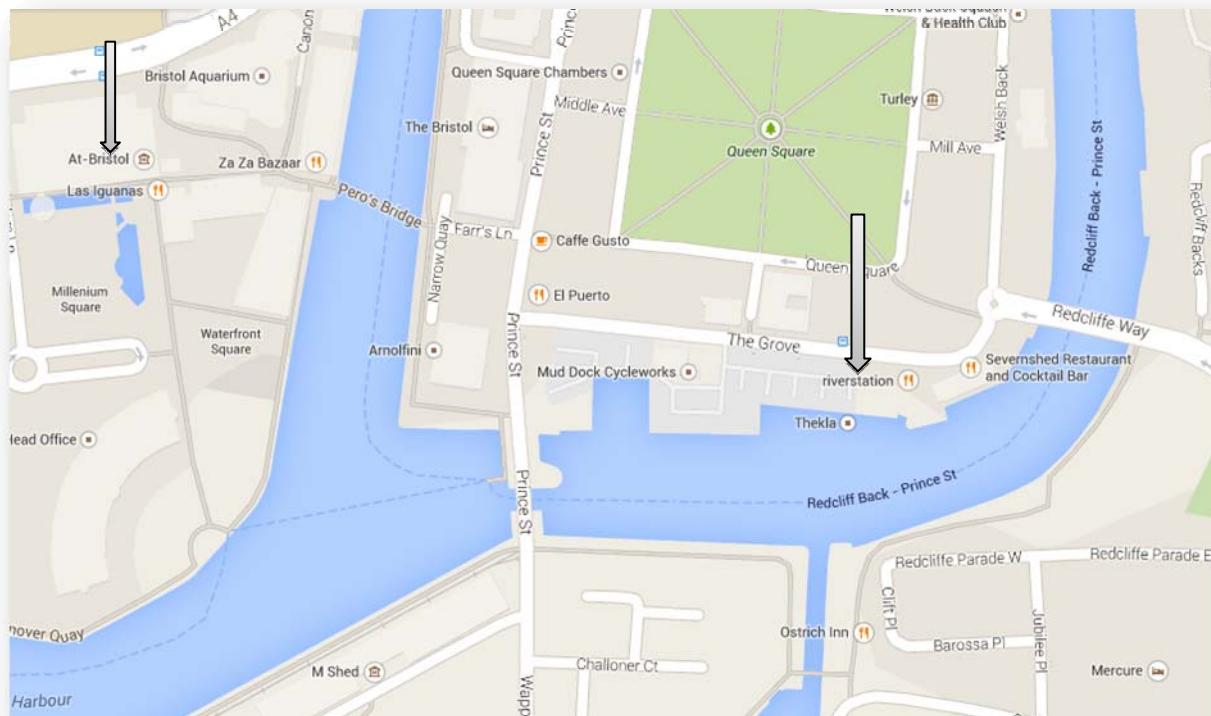 A4
Canon
Bristol Aquarium
At-Bristol
Za Za Bazaar
Las Iguanas
Millenium
Square
Waterfront
Square
Head Office
nover Quay
Harbour
Pero's Bridge
Narrow Quay
Farr's Ln
The Bristol
Arnolfini
Prince
Queen Square Chambers
Middle Ave
Prince St
Caffe Gusto
El Puerto
Prince St
Prince St
Queen Square
Queen Square
& Health Club
Turley
Mill Ave
Welsh Back
Redcliff Back - Prince St
Redcliff Backs
Redcliffe Way
The Grove
Mud Dock Cycleworks
riverstation
Severnshed Restaurant
and Cocktail Bar
Thekla
Redcliff Back - Prince St
Redcliffe Parade W
Redcliffe Parade E
Clift Pl
Barossa Pl
Jubilee Pl
Ostrich Inn
Mercure
Challoner Ct
M Shed
Wapp